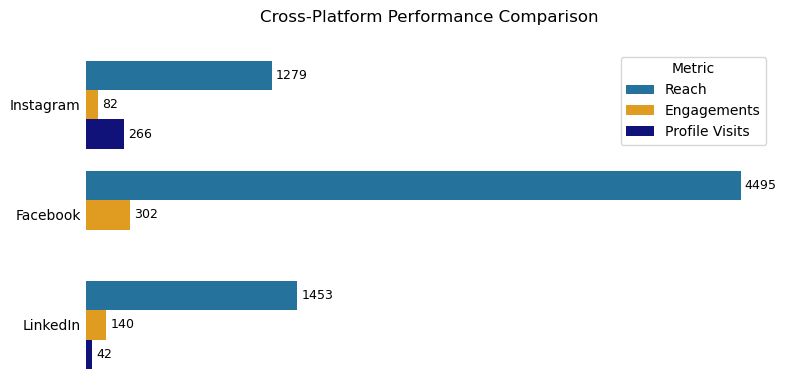 Cross-Platform Performance Comparison
Metric
Reach
Engagements
Profile Visits
Instagram
1279
82
266
Facebook
4495
302
LinkedIn
1453
140
42